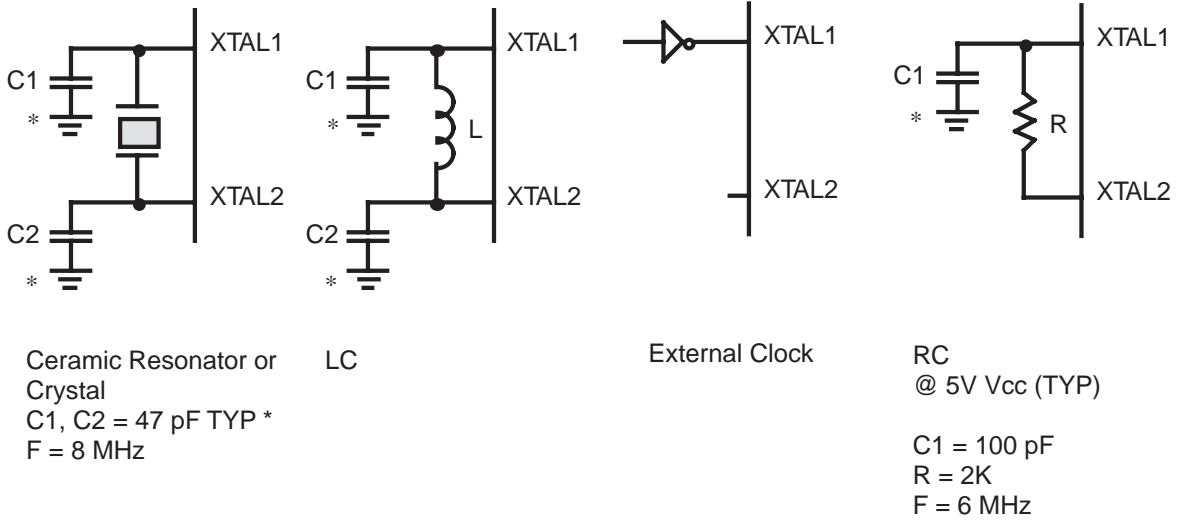 XTAL1
C1
*
XTAL2
C2
*
Ceramic Resonator or
Crystal
C1, C2 = 47 pF TYP *
F = 8 MHz
XTAL1
C1
*
L
XTAL2
C2
*
LC
XTAL1
XTAL2
External Clock
XTAL1
C1
*
R
XTAL2
RC
@ 5V Vcc (TYP)
C1 = 100 pF
R = 2K
F = 6 MHz